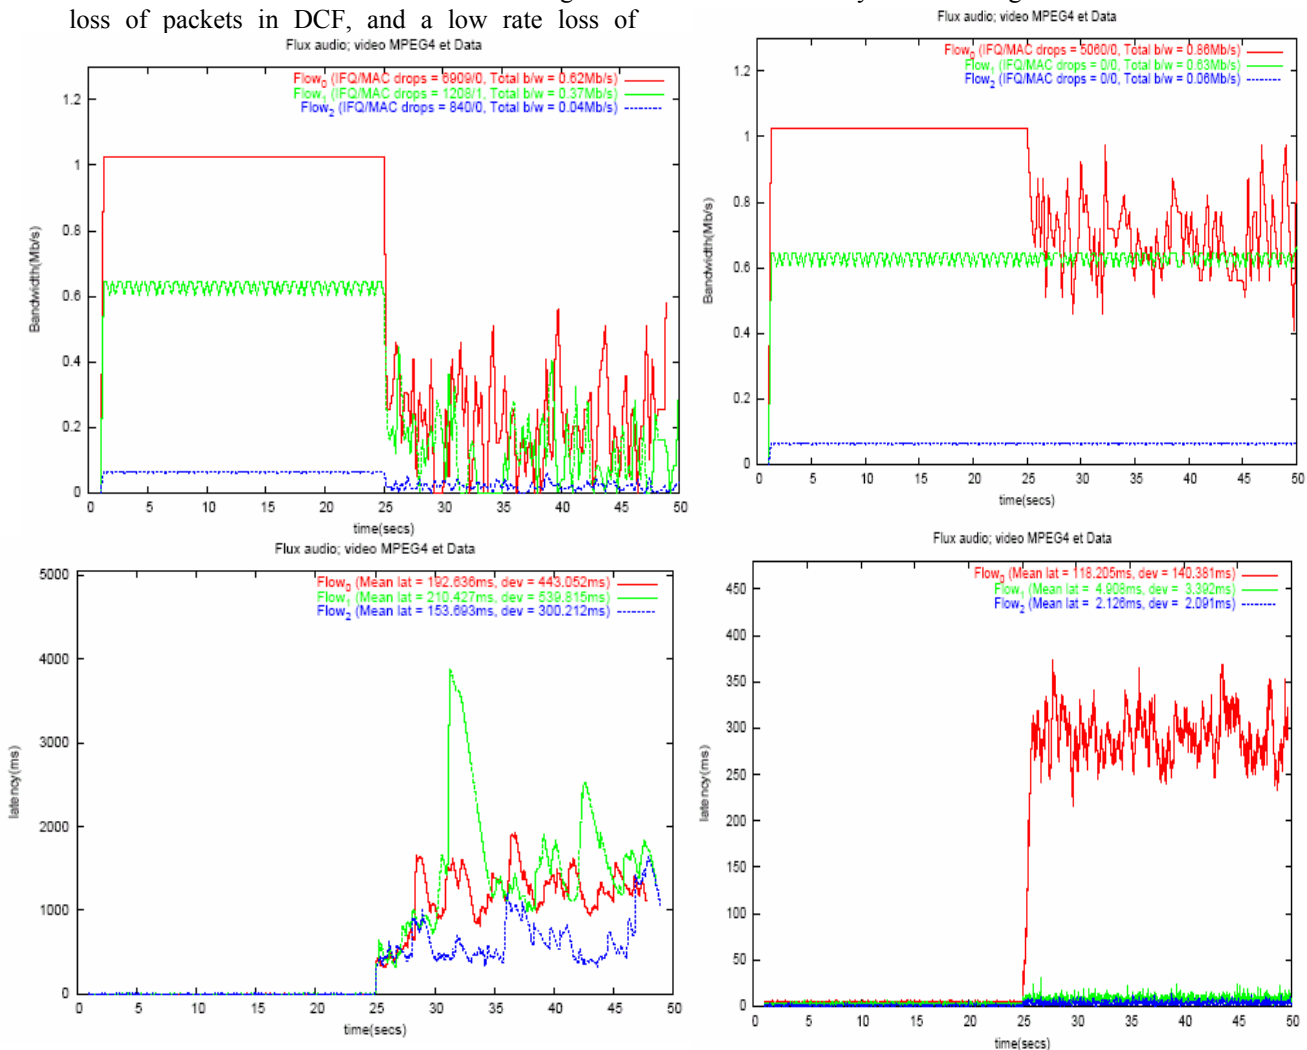 loss of packets in DCF, and a low rate loss of
Flux audio; video MPEG4 et Data
Flow0 (IFQ/MAC drops = 6909/0, Total b/w = 0.62Mb/s)
Flow1 (IFQ/MAC drops = 1208/1, Total b/w = 0.37Mb/s)
Flow2 (IFQ/MAC drops = 840/0, Total b/w = 0.04Mb/s)
1.2
1
0.8
0.6
0.4
0.2
0
Bandwidth(Mb/s)
0 5 10 15 20 25 30 35 40 45 50
time(secs)
Flux audio; video MPEG4 et Data
Flow0 (IFQ/MAC drops = 5060/0, Total b/w = 0.86Mb/s)
Flow1 (IFQ/MAC drops = 0/0, Total b/w = 0.63Mb/s)
Flow2 (IFQ/MAC drops = 0/0, Total b/w = 0.06Mb/s)
1.2
1
0.8
0.6
0.4
0.2
0
Bandwidth(Mb/s)
0 5 10 15 20 25 30 35 40 45 50
time(secs)
Flux audio; video MPEG4 et Data
Flow0 (Mean lat = 192.636ms, dev = 443.052ms)
Flow1 (Mean lat = 210.427ms, dev = 539.815ms)
Flow2 (Mean lat = 153.693ms, dev = 300.212ms)
5000
4000
3000
2000
1000
0
latency(ms)
0 5 10 15 20 25 30 35 40 45 50
time(secs)
Flux audio; video MPEG4 et Data
Flow0 (Mean lat = 118.205ms, dev = 140.381ms)
Flow1 (Mean lat = 4.908ms, dev = 3.392ms)
Flow2 (Mean lat = 2.126ms, dev = 2.091ms)
450
400
350
300
250
200
150
100
50
0
latency(ms)
0 5 10 15 20 25 30 35 40 45 50
time(secs)